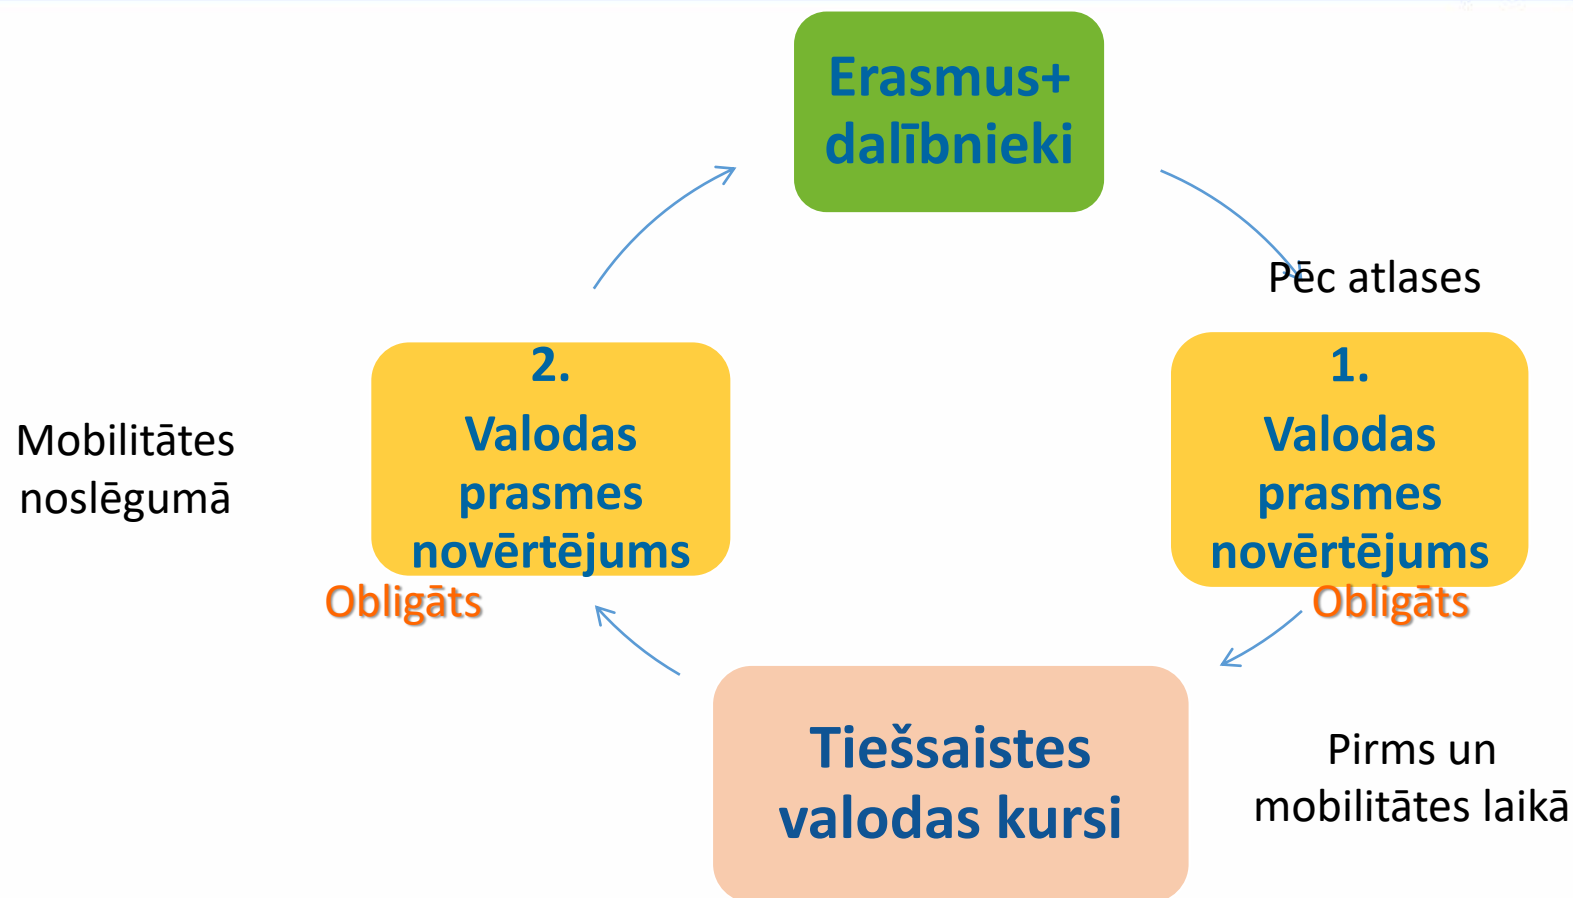 Erasmus+
dalībnieki
Pēc atlases
1.
Valodas
prasmes
novērtējums
Obligāts
Tiešsaistes
valodas kursi
Pirms un
mobilitātes laikā
2.
Valodas
prasmes
novērtējums
Obligāts
Mobilitātes
noslēgumā